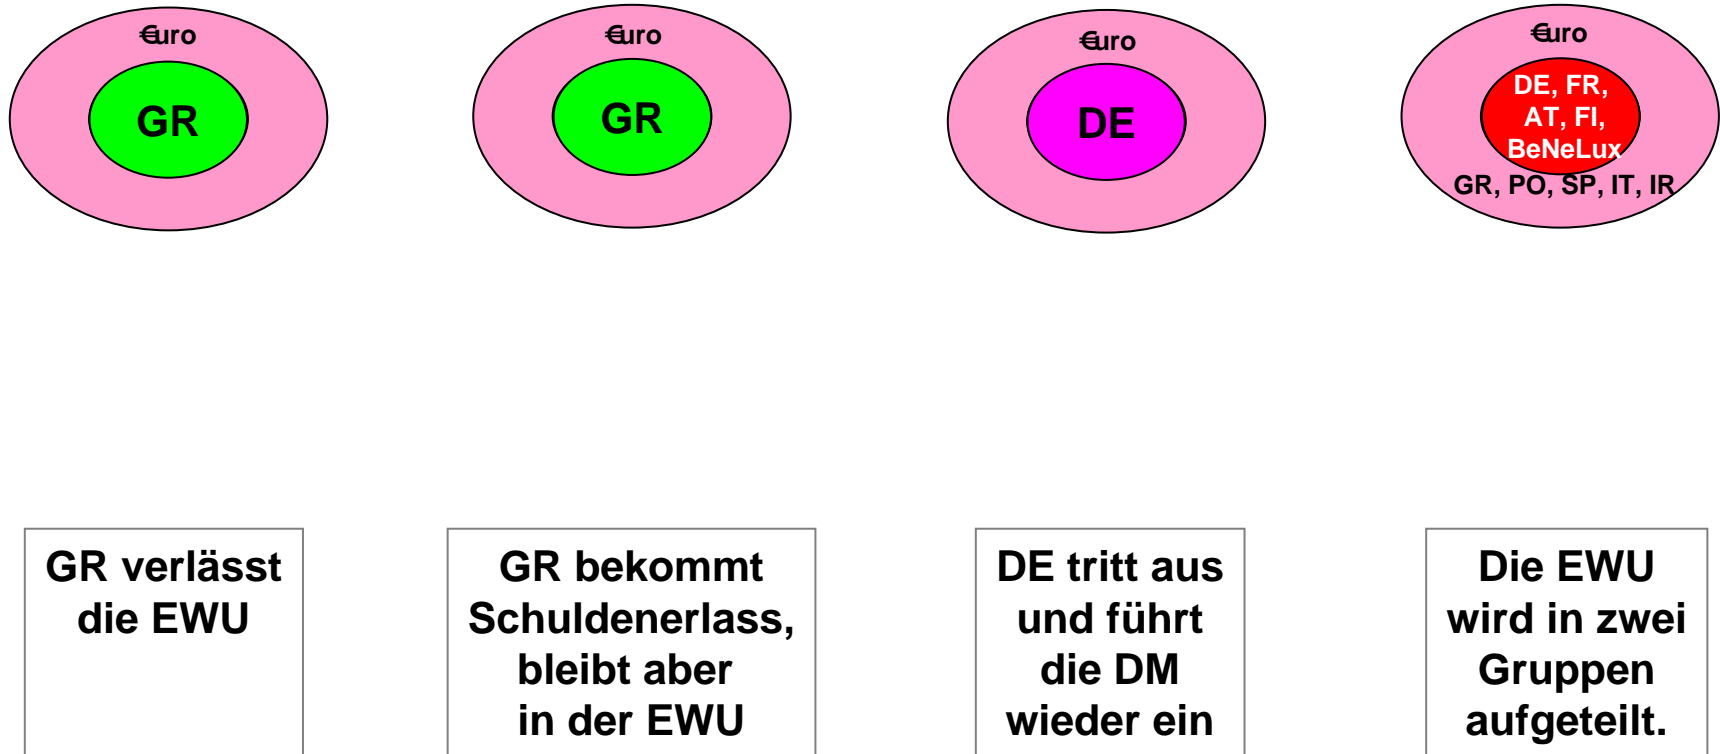 €uro
GR
€uro
GR
€uro
DE
€uro
DE, FR,
AT, FI,
BeNeLux
GR, PO, SP, IT, IR
GR verlässt
die EWU
GR bekommt
Schuldenerlass,
bleibt aber
in der EWU
DE tritt aus
und führt
die DM
wieder ein
Die EWU
wird in zwei
Gruppen
aufgeteilt.